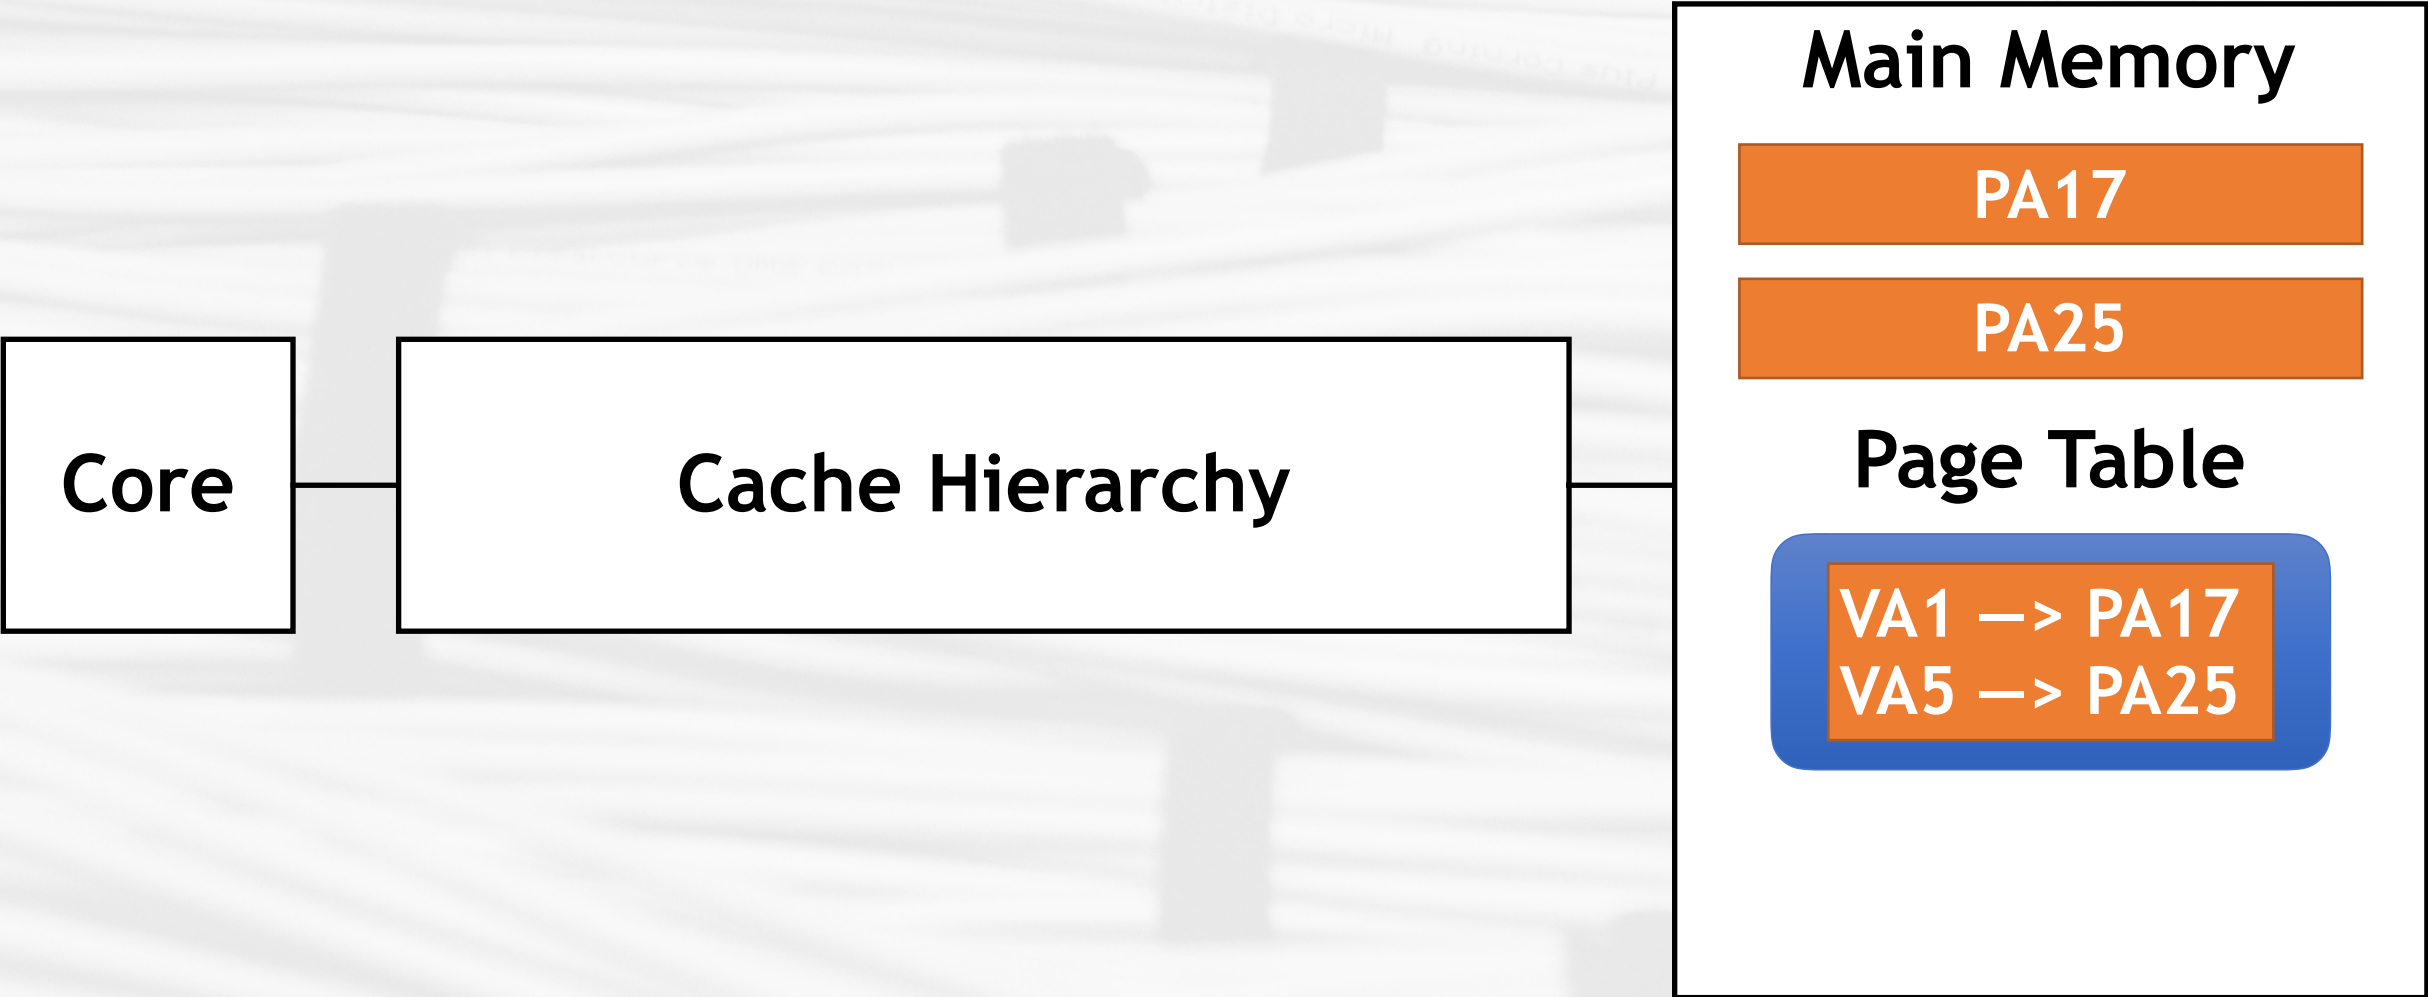 Main Memory
PA17
PA25
Core
Cache Hierarchy
Page Table
VA1 —> PA17
VA5 —> PA25